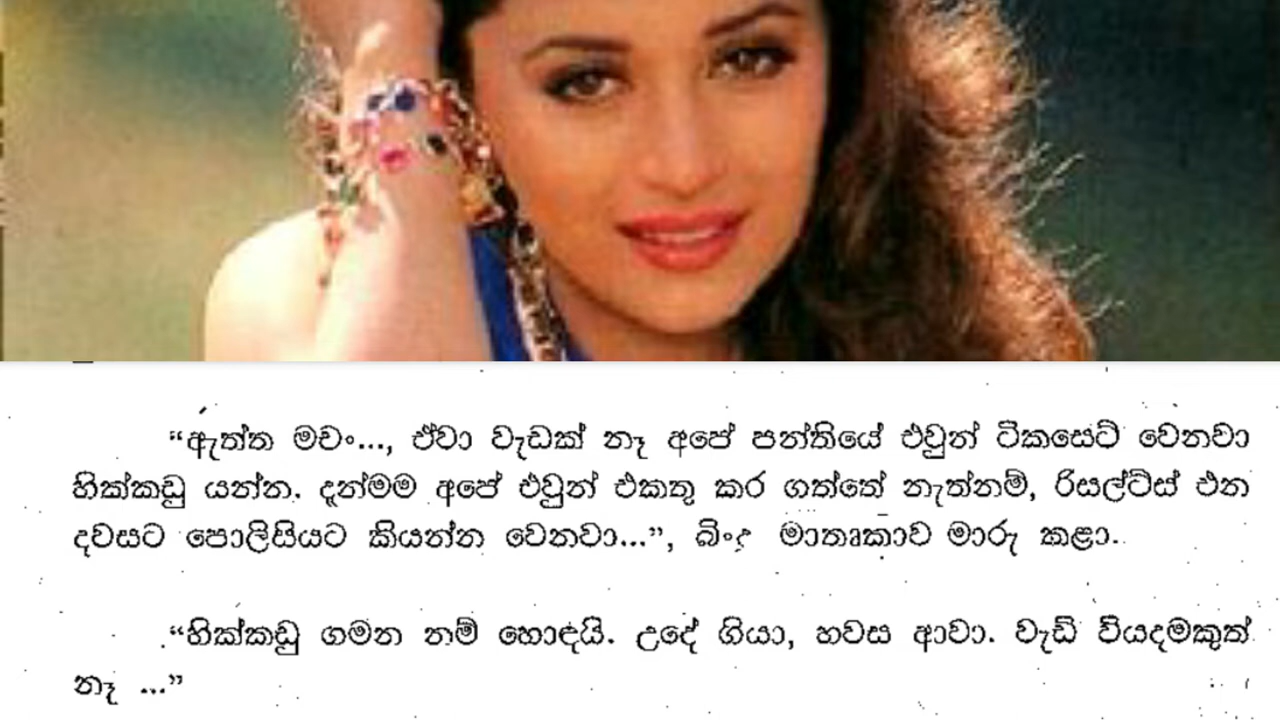 “ඇත්ත මචං..., ඒවා වැඩක් නෑ අපේ පන්තියේ එවුන් ටිකසෙට් වෙනවා
හික්කඩු යන්න. දැන්මම අපේ එවුන් එකතු කර ගත්තේ නැත්නම්, රිසල්ට්ස් එන
දවසට පොලිසියට කියන්න වෙනවා...”, බිංදු මාතෘකාව මාරු කළා.
“හික්කඩු ගමන නම් හොඳයි. උදේ ගියා, හවස ආවා. වැඩි වියදමකුත්
නෑ ...”